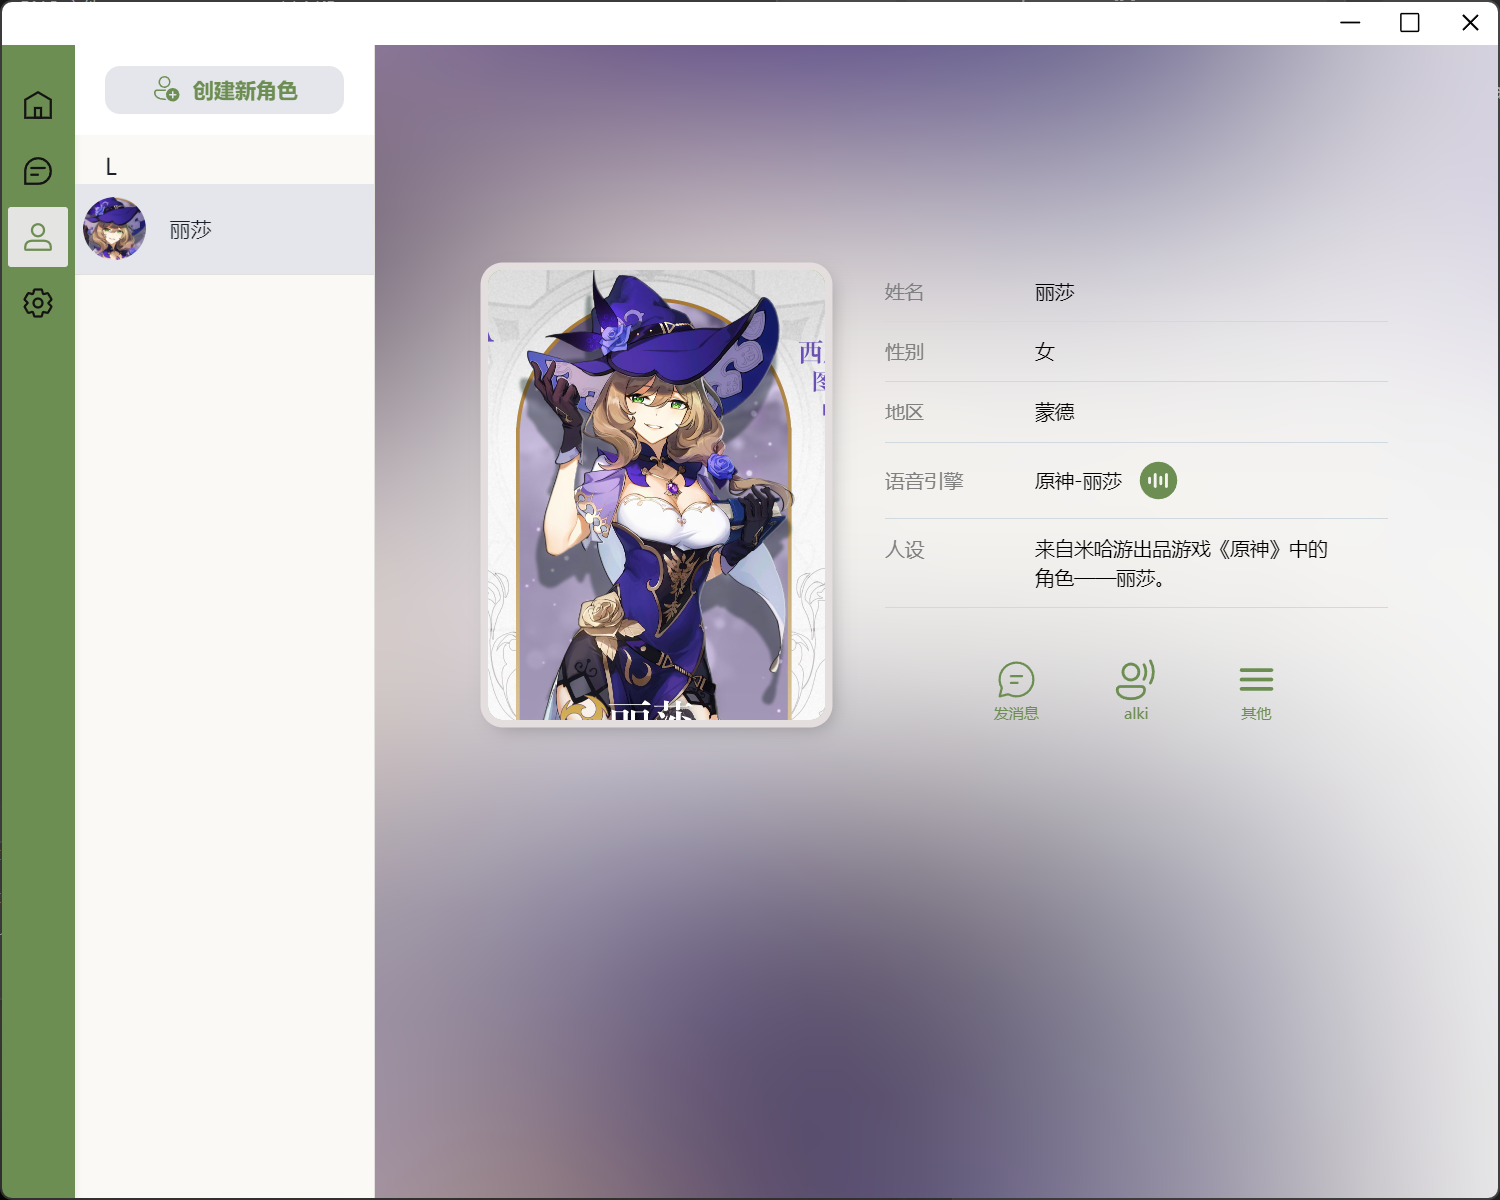 创建新角色
L
丽莎
西
图
丽莎
姓名
丽莎
性别
女
地区
蒙德
语音引擎
原神-丽莎
人设
来自米哈游出品游戏《原神》中的
角色——丽莎。
发消息
alki
其他